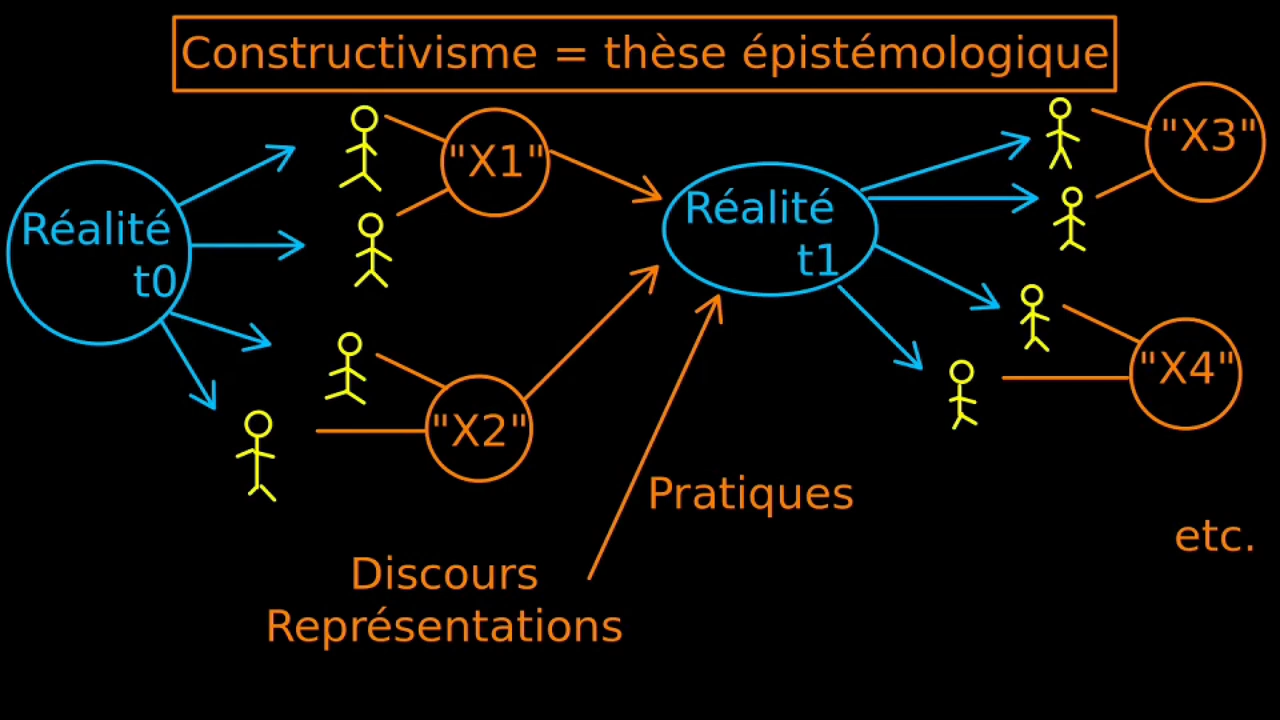 Constructivisme = thèse épistémologique
Réalité
t0
"X1"
"X2"
Réalité
t1
"X3"
"X4"
Pratiques
Discours
Représentations
etc.